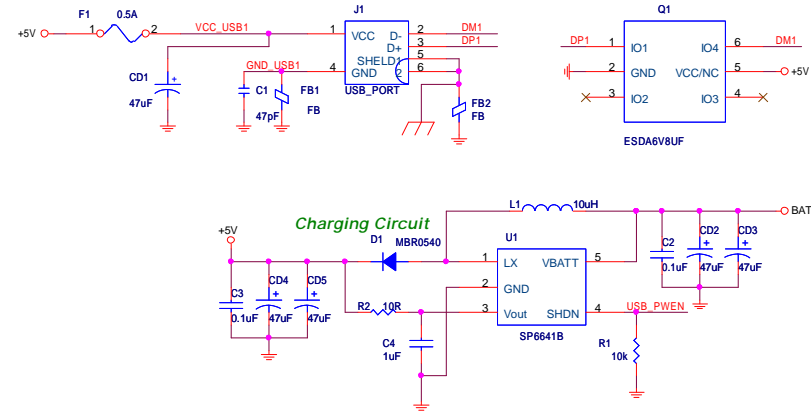 F1 0.5A
+5V 1 2 VCC_USB1
J1
1 VCC D- 2 DM1
D+ 3 DP1
SHELD1 5
GND_USB1 4 GND 2 6
USB_PORT
CD1
47uF
C1
47pF
FB1
FB
FB2
FB
Q1
DP1 1 IO1 IO4 6 DM1
2 GND VCC/NC 5 +5V
3 IO2 IO3 4
ESDA6V8UF
Charging Circuit
L1 10uH
BAT
+5V
D1 MBR0540
U1
1 LX VBATT 5
2 GND
3 Vout SHDN 4 USB_PWEN
SP6641B
C2
0.1uF
CD2
47uF
CD3
47uF
C3
0.1uF
CD4
47uF
CD5
47uF
R2 10R
C4
1uF
R1
10k